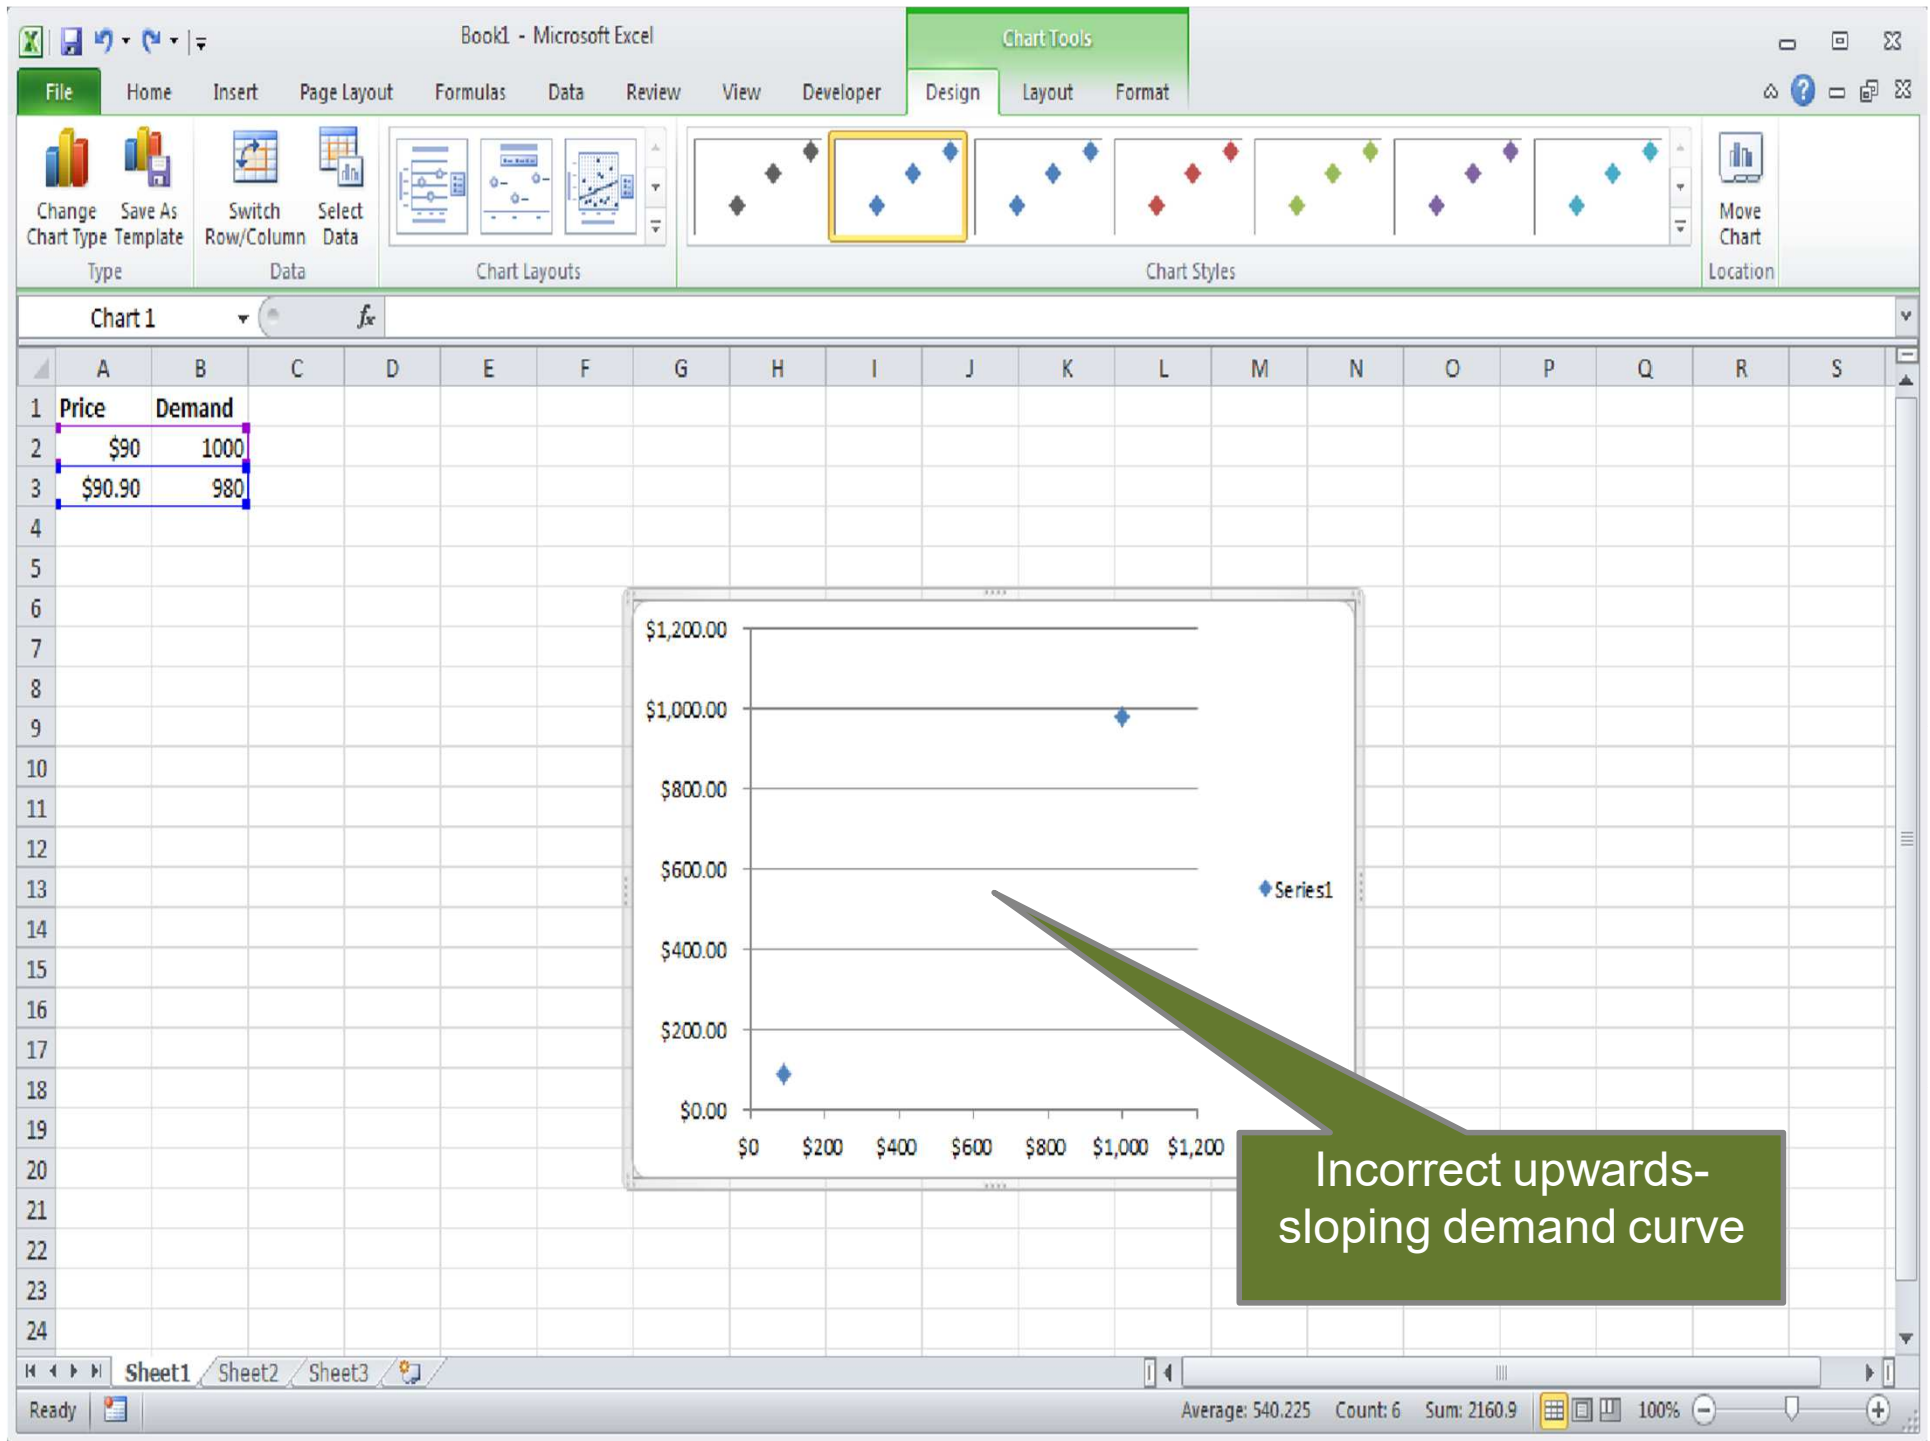 Book1 - Microsoft Excel
Chart Tools
File Home Insert Page Layout Formulas Data Review View Developer Design Layout Format
Change Chart Type
Save As Template
Switch Row/Column
Select Data
Move Chart
Type Data Chart Layouts Chart Styles Location
Chart 1 fx
A B C D E F G H I J K L M N O P Q R S
1 Price Demand
2 $90 1000
3 $90.90 980
4
5
6
7
8
9
10
11
12
13
14
15
16
17
18
19
20
21
22
23
24
$1,200.00
$1,000.00
$800.00
$600.00
$400.00
$200.00
$0.00
$0 $200 $400 $600 $800 $1,000 $1,200
Series1
Incorrect upwards-
sloping demand curve
Sheet1 Sheet2 Sheet3
Ready Average: 540.225 Count: 6 Sum: 2160.9 100%